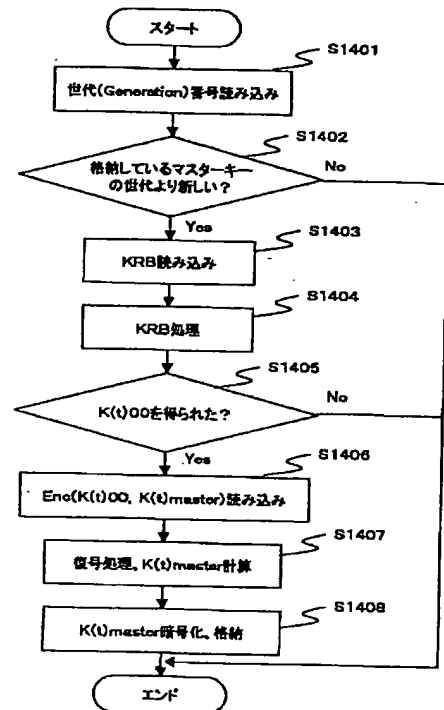 スタート
S1401
世代(Generation)番号読み込み
S1402
格納しているマスターキー
の世代より新しい？
No
Yes
S1403
KRB読み込み
S1404
KRB処理
S1405
K(t)00を得られた？
No
Yes
S1406
Enc(K(t)00, K(t)master)読み込み
S1407
復号処理、K(t)master計算
S1408
K(t)master暗号化、格納
エンド